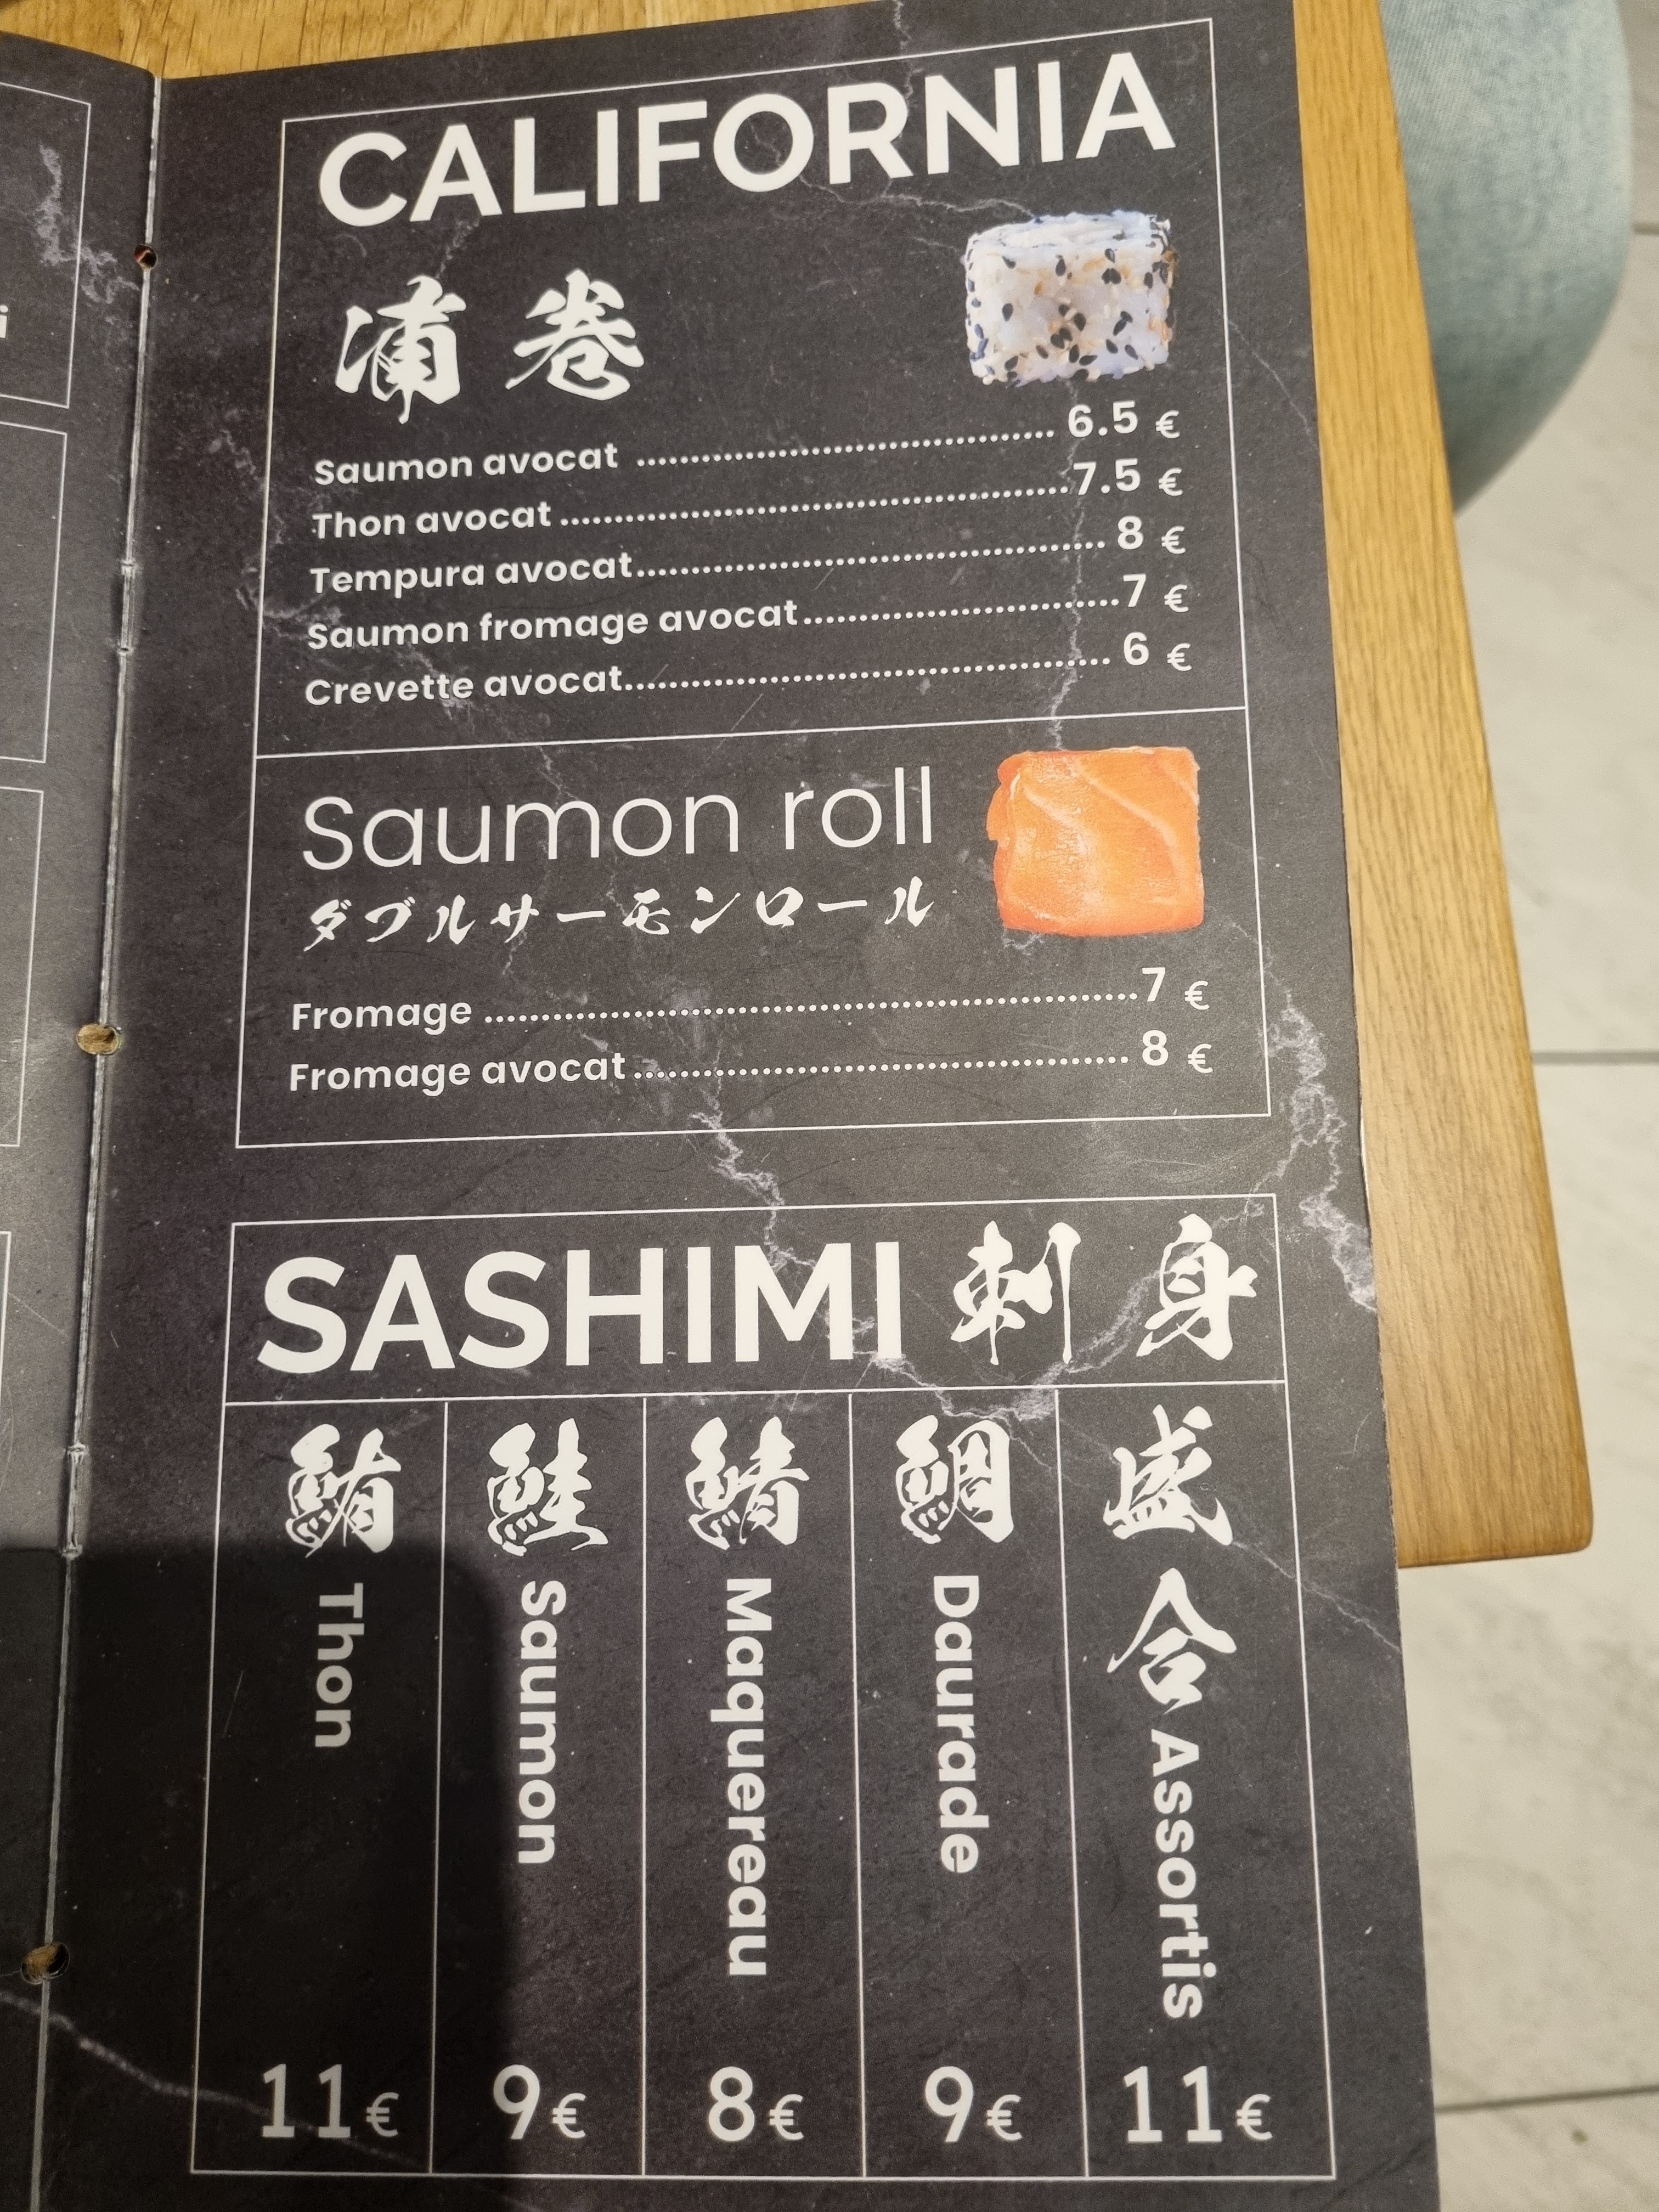 i
CALIFORNIA
浦巻
Saumon avocat ........ 6.5 €
Thon avocat ........ 7.5 €
Tempura avocat ........ 8 €
Saumon fromage avocat ........ 7 €
Crevette avocat ........ 6 €
Saumon roll
ダブルサーモンロール
Fromage ........ 7 €
Fromage avocat ........ 8 €
SASHIMI 刺身
鮪 Thon 11€
鮭 Saumon 9€
鯖 Maquereau 8€
鯛 Daurade 9€
盛合 Assortis 11€